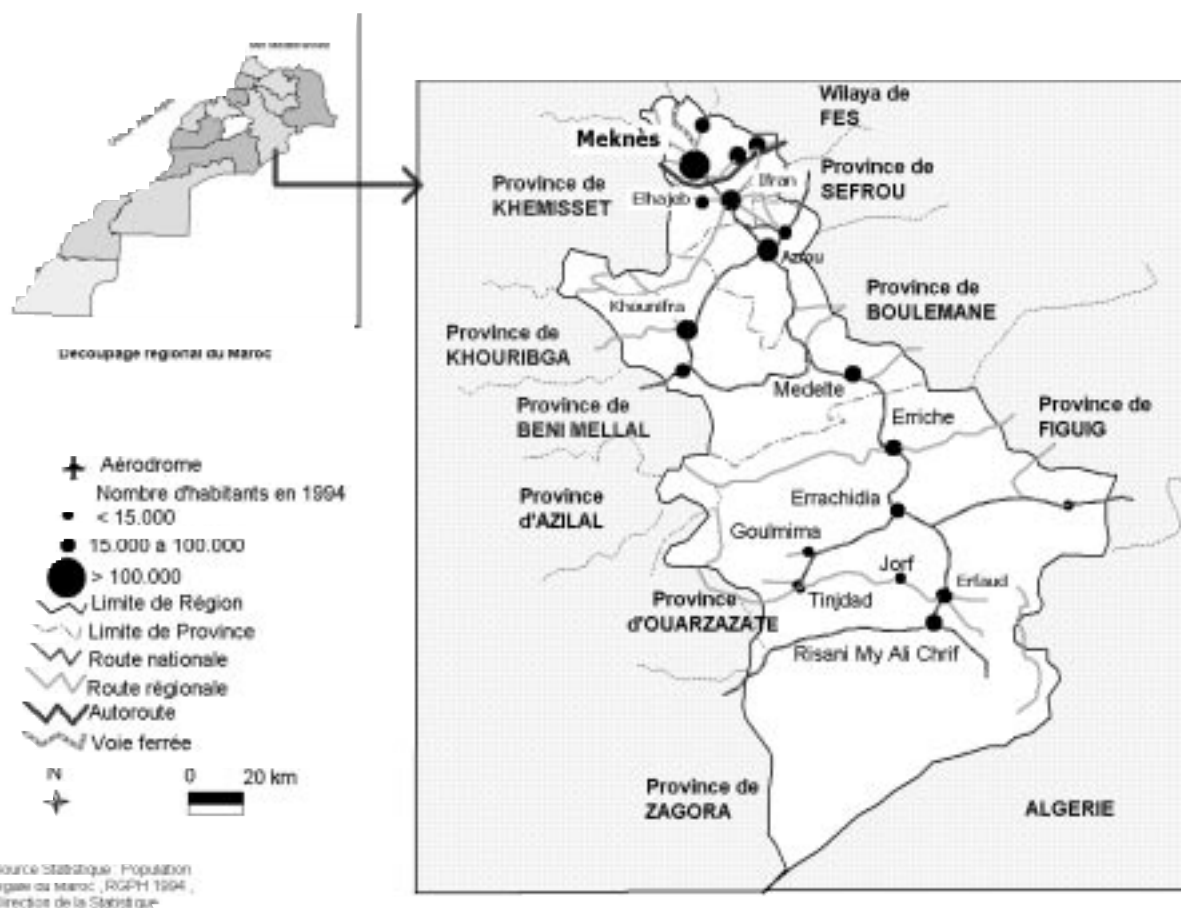 Découpage régional du Maroc
Aérodrome
Nombre d'habitants en 1994
< 15.000
15.000 à 100.000
> 100.000
Limite de Région
Limite de Province
Route nationale
Route régionale
Autoroute
Voie ferrée
N
0 20 km
Source Statistique : Population
légale du Maroc , RGPH 1994 ,
Direction de la Statistique
Wilaya de
FES
Meknès
Ifran
Province de
SEFROU
Province de
KHEMISSET
Elhajeb
Azrou
Khounifra
Province de
BOULEMANE
Province de
KHOURIBGA
Medelte
Province de
BENI MELLAL
Erriche
Province de
FIGUIG
Province
d'AZILAL
Errachidia
Goulmima
Jorf
Erfaud
Tinjdad
Province
d'OUARZAZATE
Risani My Ali Chrif
Province de
ZAGORA
ALGERIE